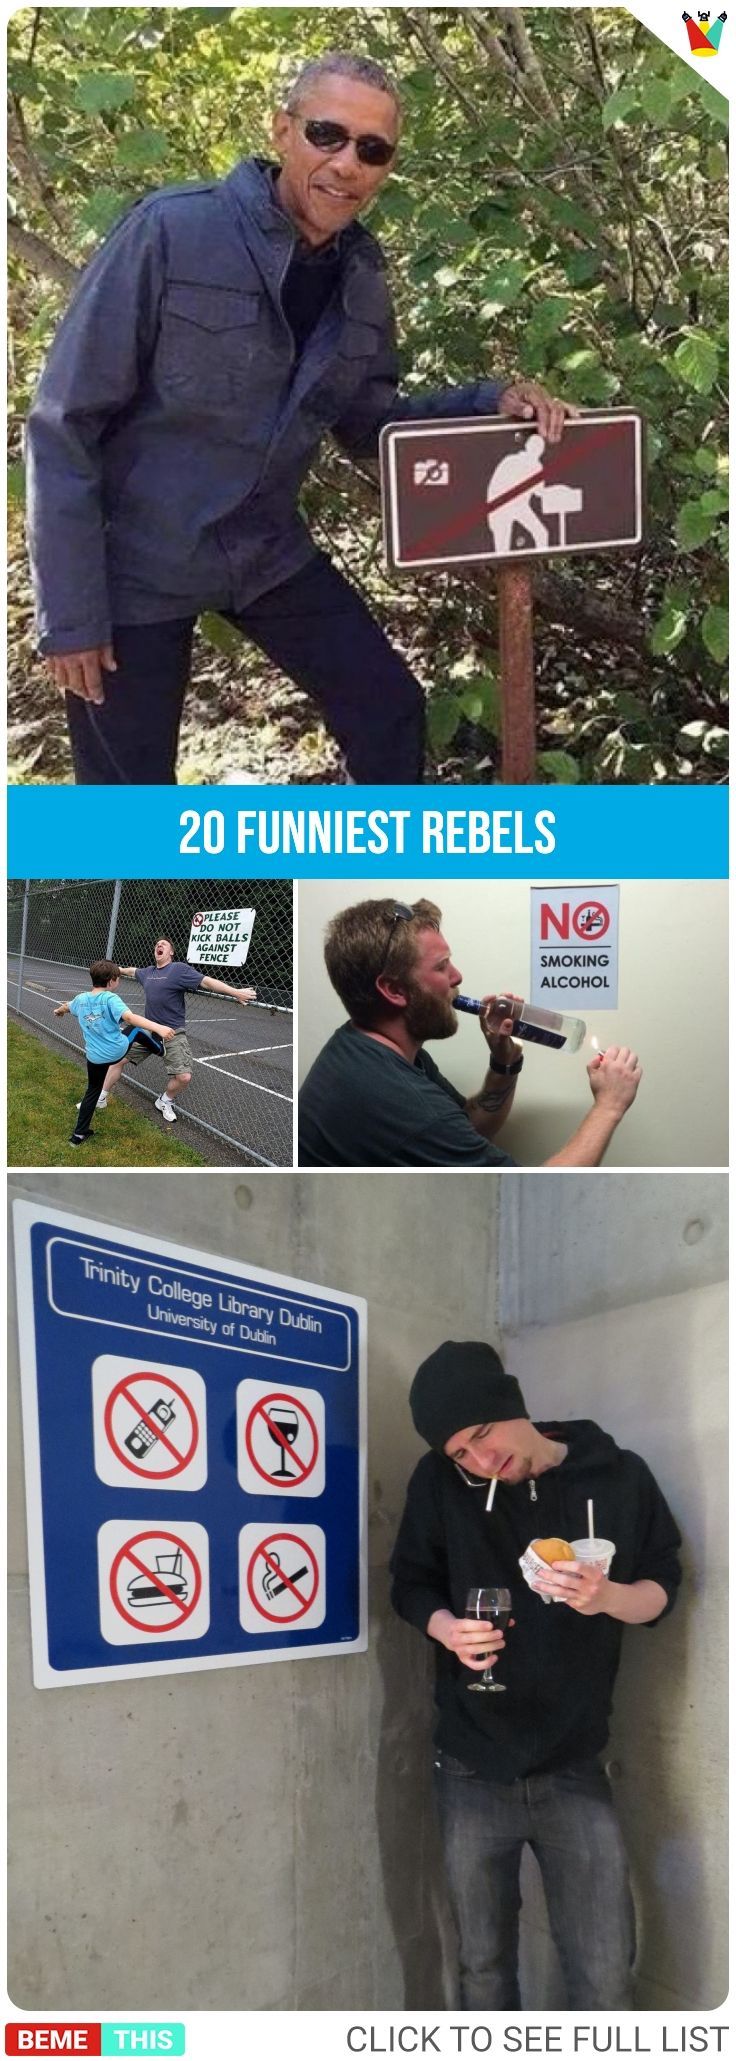 20 FUNNIEST REBELS
PLEASE
DO NOT
KICK BALLS
AGAINST
FENCE
NO
SMOKING
ALCOHOL
Trinity College Library Dublin
University of Dublin
BEME THIS
CLICK TO SEE FULL LIST